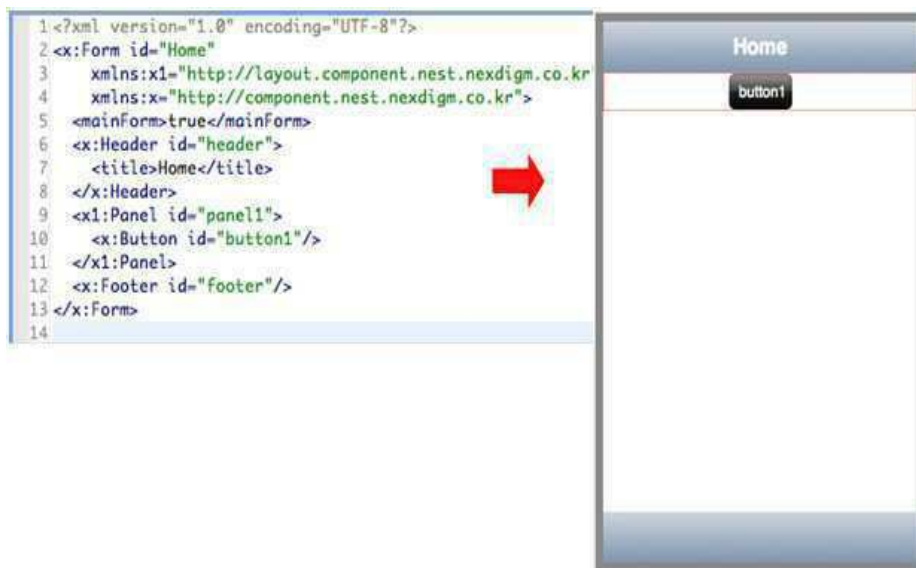 1 <?xml version="1.0" encoding="UTF-8"?>
2 <x:Form id="Home"
3 xmlns:x1="http://layout.component.nest.nexdigm.co.kr"
4 xmlns:x="http://component.nest.nexdigm.co.kr">
5 <mainForm>true</mainForm>
6 <x:Header id="header">
7 <title>Home</title>
8 </x:Header>
9 <x1:Panel id="panel1">
10 <x:Button id="button1"/>
11 </x1:Panel>
12 <x:Footer id="footer"/>
13 </x:Form>
14
Home
button1